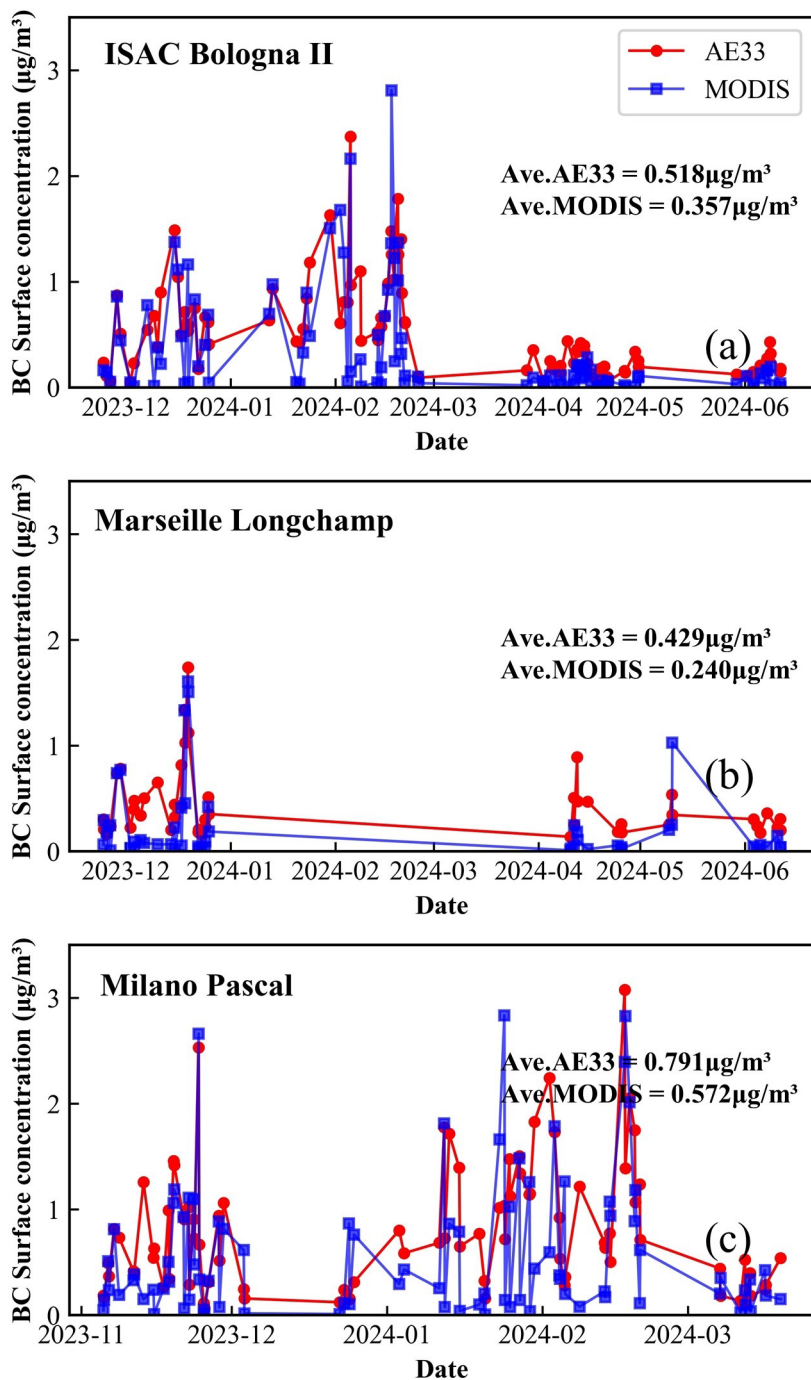 ISAC Bologna II
AE33
MODIS
Ave.AE33 = 0.518μg/m³
Ave.MODIS = 0.357μg/m³
(a)
BC Surface concentration (μg/m³)
3
2
1
0
2023-12 2024-01 2024-02 2024-03 2024-04 2024-05 2024-06
Date
Marseille Longchamp
Ave.AE33 = 0.429μg/m³
Ave.MODIS = 0.240μg/m³
(b)
BC Surface concentration (μg/m³)
3
2
1
0
2023-12 2024-01 2024-02 2024-03 2024-04 2024-05 2024-06
Date
Milano Pascal
Ave.AE33 = 0.791μg/m³
Ave.MODIS = 0.572μg/m³
(c)
BC Surface concentration (μg/m³)
3
2
1
0
2023-11 2023-12 2024-01 2024-02 2024-03
Date